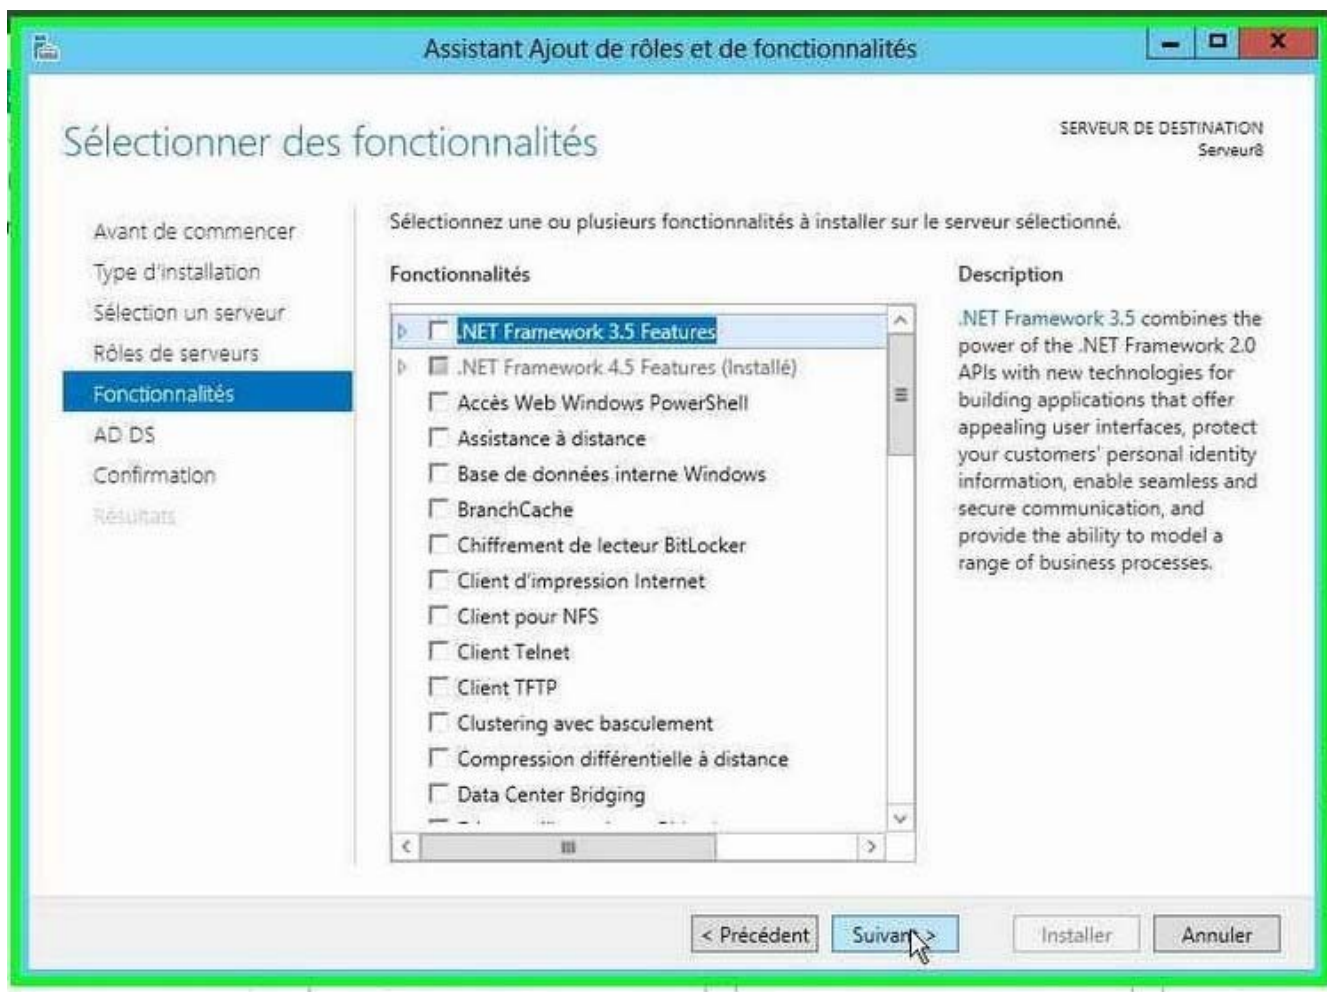 Assistant Ajout de rôles et de fonctionnalités
Sélectionner des fonctionnalités
SERVEUR DE DESTINATION
Serveur8
Avant de commencer
Type d'installation
Sélection un serveur
Rôles de serveurs
Fonctionnalités
AD DS
Confirmation
Résultats
Sélectionnez une ou plusieurs fonctionnalités à installer sur le serveur sélectionné.
Fonctionnalités
.NET Framework 3.5 Features
.NET Framework 4.5 Features (Installé)
Accès Web Windows PowerShell
Assistance à distance
Base de données interne Windows
BranchCache
Chiffrement de lecteur BitLocker
Client d'impression Internet
Client pour NFS
Client Telnet
Client TFTP
Clustering avec basculement
Compression différentielle à distance
Data Center Bridging
Description
.NET Framework 3.5 combines the
power of the .NET Framework 2.0
APIs with new technologies for
building applications that offer
appealing user interfaces, protect
your customers' personal identity
information, enable seamless and
secure communication, and
provide the ability to model a
range of business processes.
< Précédent
Suivant >
Installer
Annuler